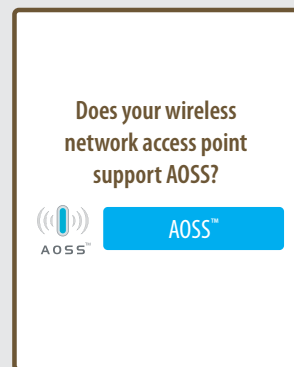 Does your wireless
network access point
support AOSS?
AOSS™
AOSS™